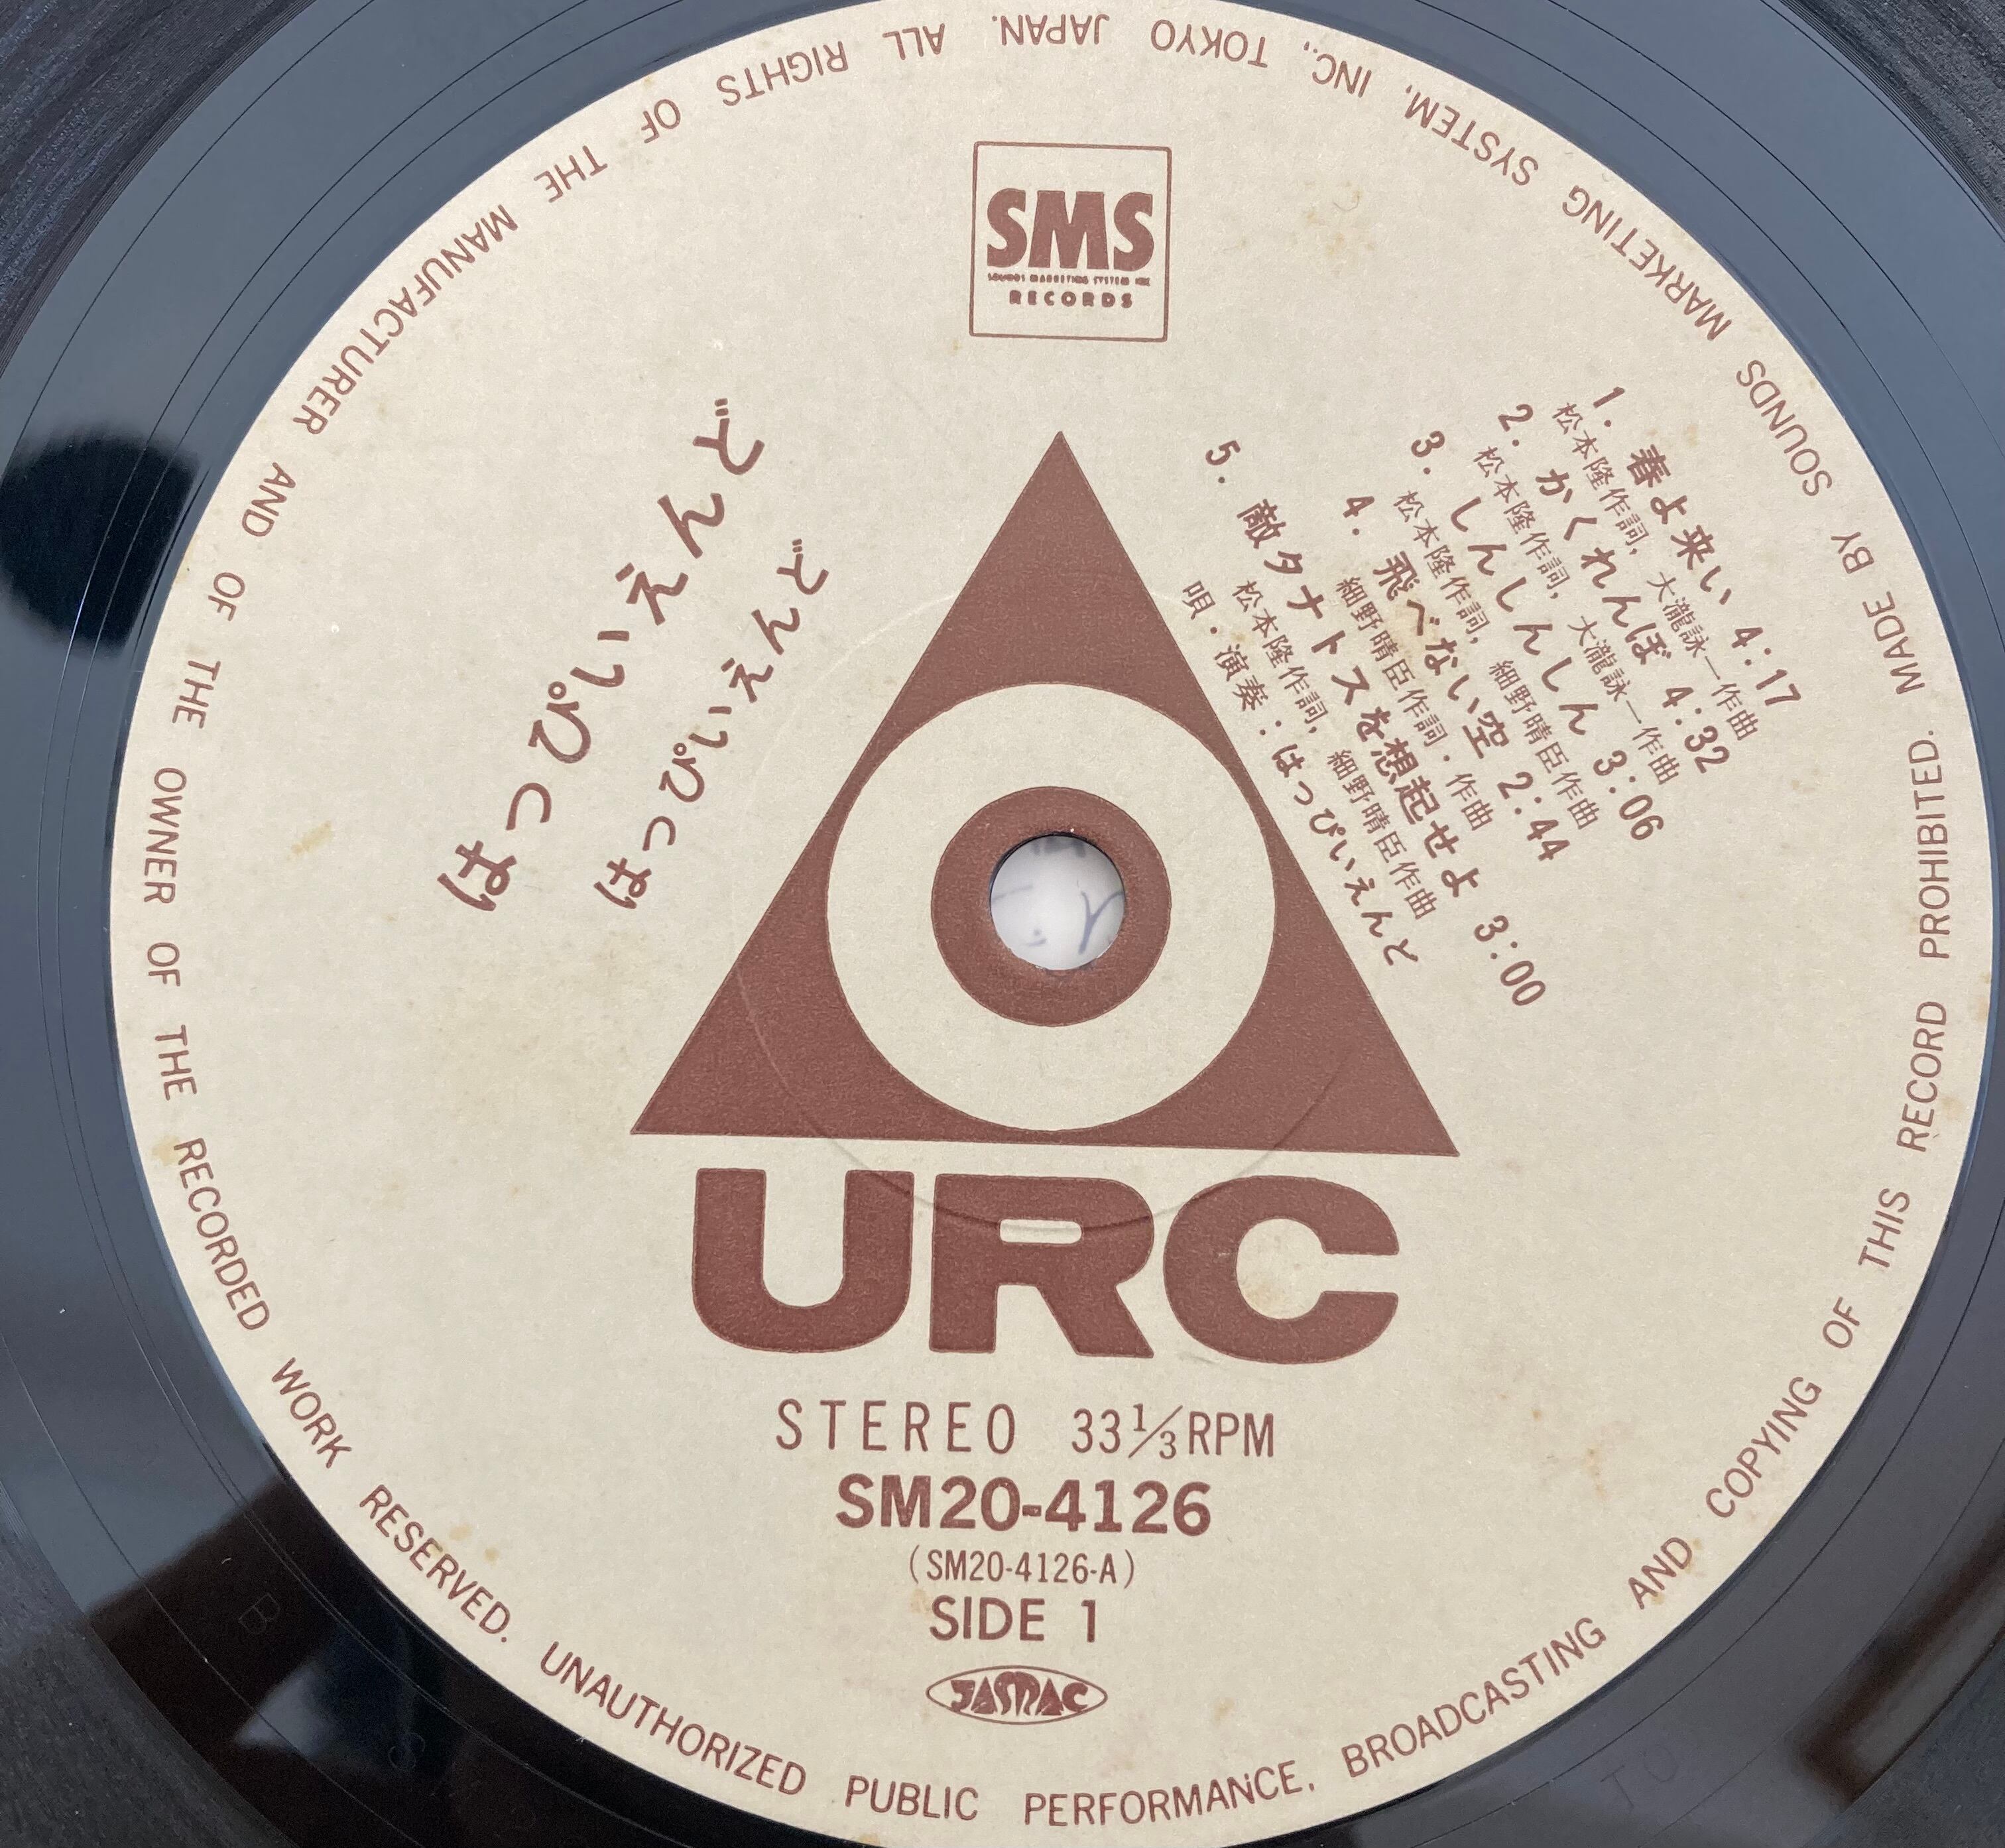 SMS
SOUNDS MARKETING SYSTEM INC
RECORDS
はっぴいえんど
はっぴいえんど
1. 春よ来い 4:17
松本隆作詞, 大瀧詠一作曲
2. かくれんぼ 4:32
松本隆作詞, 大瀧詠一作曲
3. しんしんしん 3:06
松本隆作詞, 細野晴臣作曲
4. 飛べない空 2:44
細野晴臣作詞・作曲
5. 敵タナトスを想起せよ 3:00
松本隆作詞, 細野晴臣作曲
唄・演奏:はっぴいえんど
URC
STEREO 33⅓RPM
SM20-4126
(SM20-4126-A)
SIDE 1
JASRAC
MADE BY SOUNDS MARKETING SYSTEM, INC., TOKYO JAPAN. ALL RIGHTS OF THE MANUFACTURER AND OF THE OWNER OF THE RECORDED WORK RESERVED. UNAUTHORIZED PUBLIC PERFORMANCE, BROADCASTING AND COPYING OF THIS RECORD PROHIBITED.